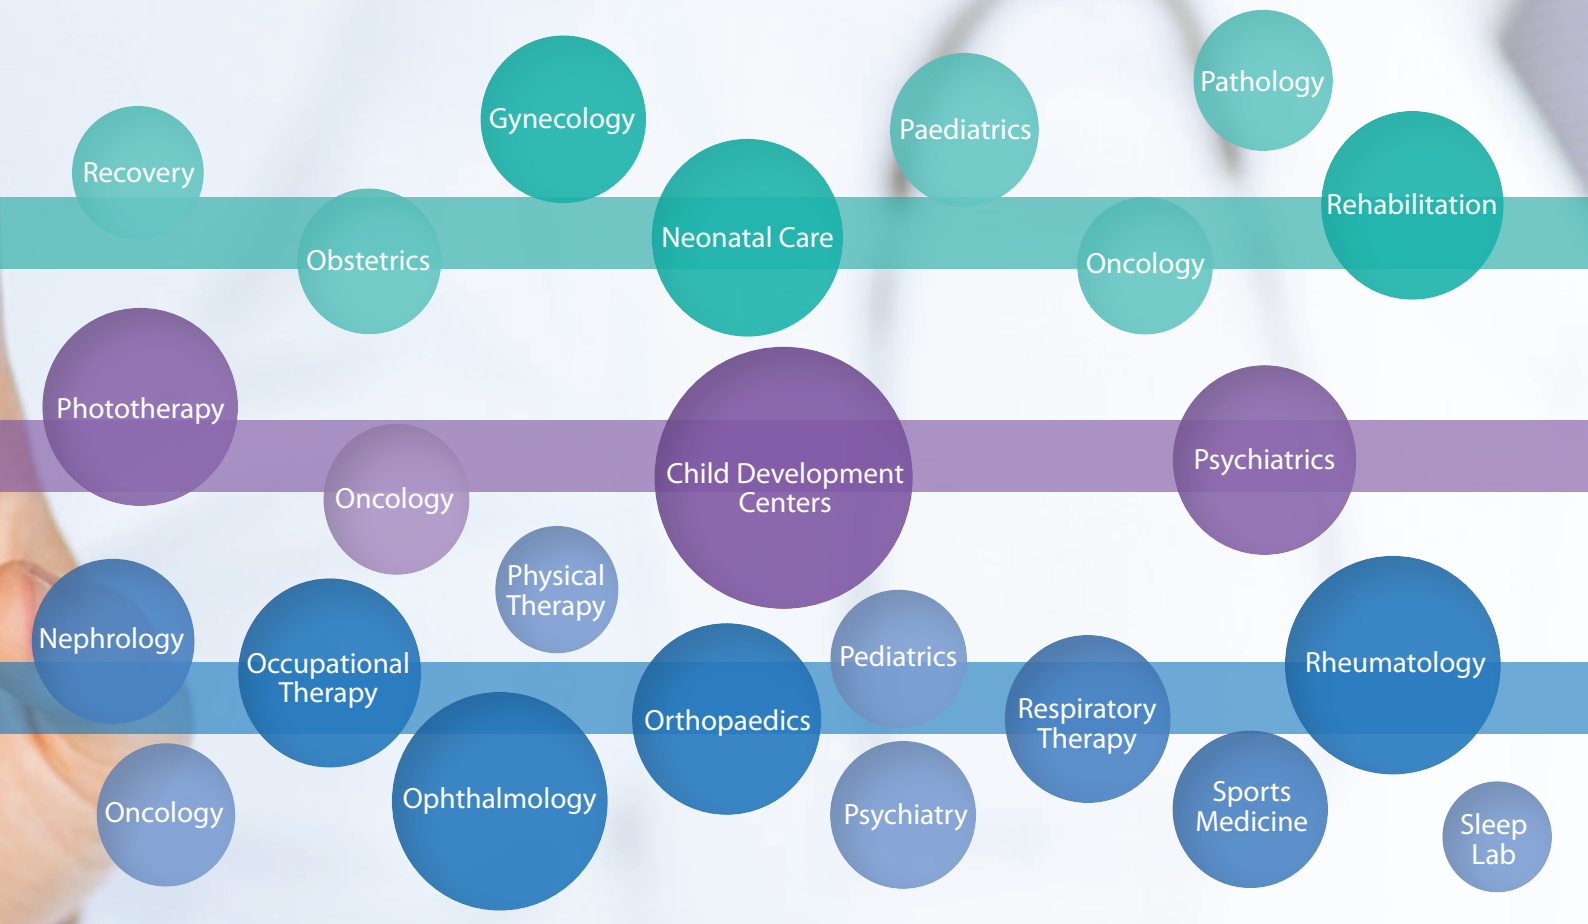 Pathology
Gynecology
Paediatrics
Recovery
Rehabilitation
Neonatal Care
Obstetrics
Oncology
Phototherapy
Psychiatrics
Child Development
Centers
Oncology
Physical
Therapy
Nephrology
Pediatrics
Rheumatology
Occupational
Therapy
Respiratory
Therapy
Orthopaedics
Ophthalmology
Sports
Medicine
Oncology
Psychiatry
Sleep
Lab